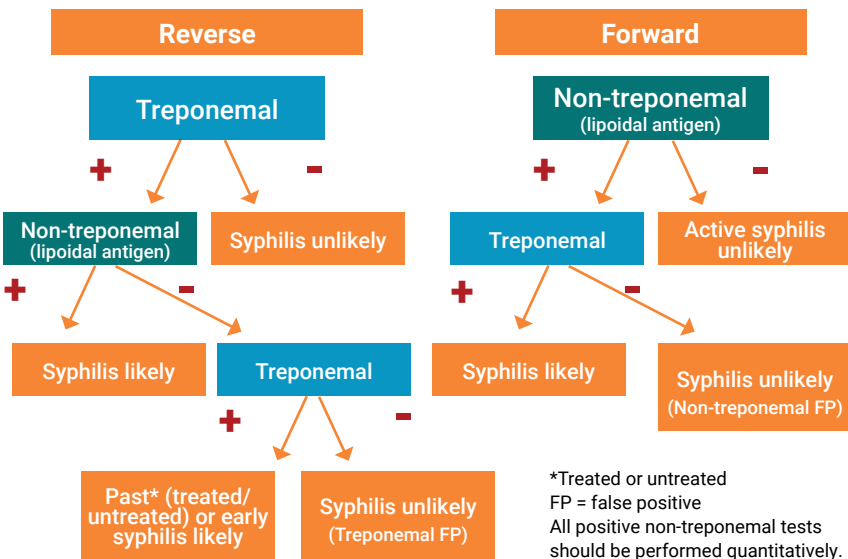 Reverse
Treponemal
+
-
Non-treponemal
(lipoidal antigen)
Syphilis unlikely
+
-
Syphilis likely
Treponemal
+
-
Past* (treated/
untreated) or early
syphilis likely
Syphilis unlikely
(Treponemal FP)
Forward
Non-treponemal
(lipoidal antigen)
+
-
Treponemal
Active syphilis
unlikely
+
-
Syphilis likely
Syphilis unlikely
(Non-treponemal FP)
*Treated or untreated
FP = false positive
All positive non-treponemal tests
should be performed quantitatively.